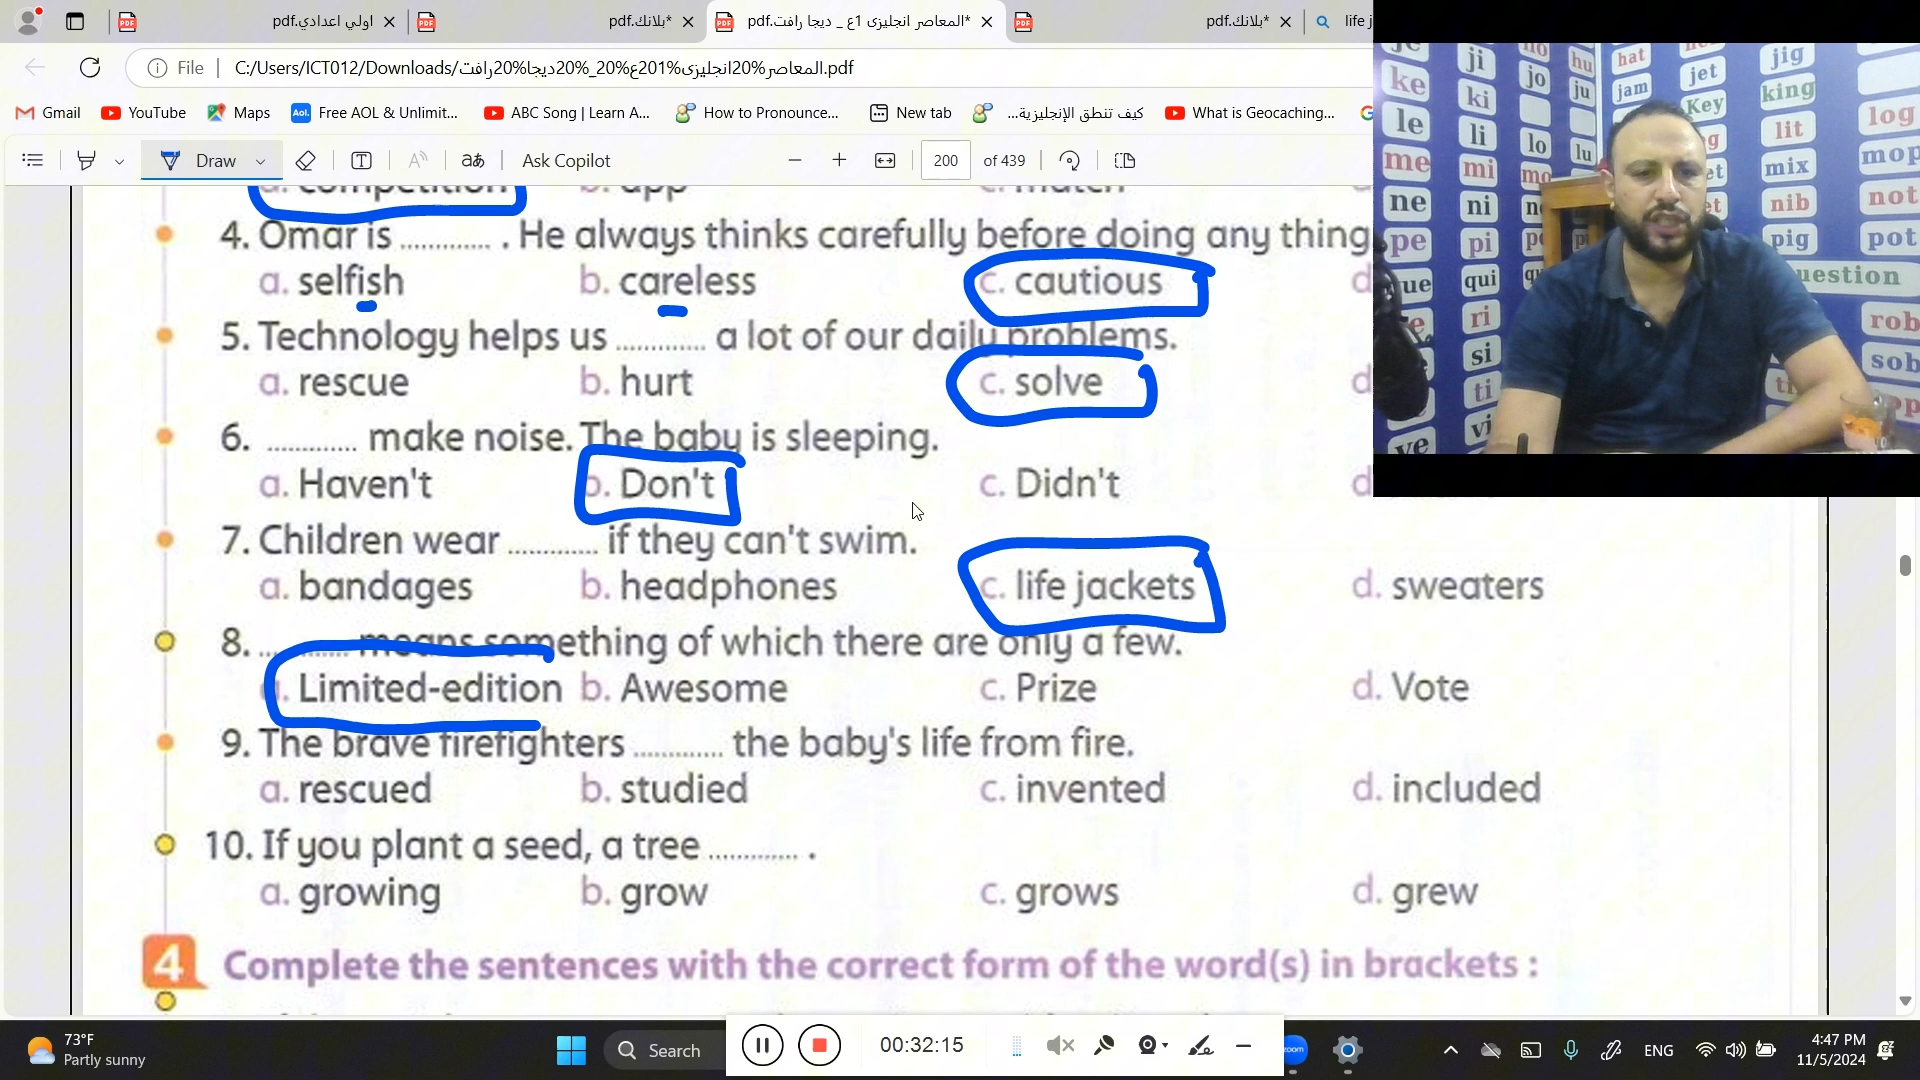 اولي اعدادي.pdf
*بلانك.pdf
*المعاصر انجليزى 1ع _ ديجا رافت.pdf
*بلانك.pdf
life j
File C:/Users/ICT012/Downloads/المعاصر%20انجليزى%201ع%20_%20ديجا%20رافت.pdf
Gmail YouTube Maps Free AOL & Unlimit... ABC Song | Learn A... How to Pronounce... New tab كيف تنطق الإنجليزية... What is Geocaching...
Draw Ask Copilot 200 of 439
a. competition b. app c. match
4. Omar is ............ . He always thinks carefully before doing any thing
a. selfish b. careless c. cautious d
5. Technology helps us ............ a lot of our daily problems.
a. rescue b. hurt c. solve d
6. ............ make noise. The baby is sleeping.
a. Haven't b. Don't c. Didn't d
7. Children wear ............ if they can't swim.
a. bandages b. headphones c. life jackets d. sweaters
8. ............ means something of which there are only a few.
a. Limited-edition b. Awesome c. Prize d. Vote
9. The brave firefighters ............ the baby's life from fire.
a. rescued b. studied c. invented d. included
10. If you plant a seed, a tree ............ .
a. growing b. grow c. grows d. grew
4 Complete the sentences with the correct form of the word(s) in brackets :
ke ki jo ju hat jet jig
le li lo lu jam Key king log
me mi lit mop
ne ni mix not
pe pi nib pot
que qui pig uestion
ri rob
si sob
ti
ve vi
73°F
Partly sunny
Search
00:32:15
zoom
ENG
4:47 PM
11/5/2024